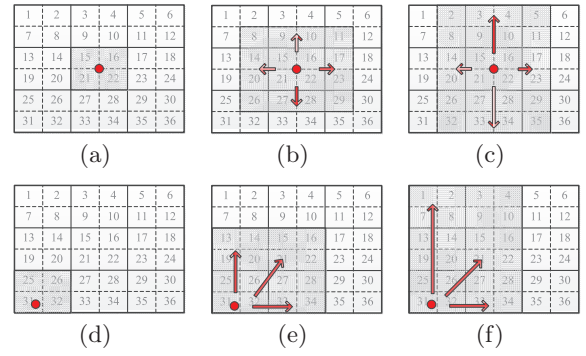 1 2 3 4 5 6 1 2 3 4 5 6 1 2 3 4 5 6
7 8 9 10 11 12 7 8 9 10 11 12 7 8 9 10 11 12
13 14 15 16 17 18 13 14 15 16 17 18 13 14 15 16 17 18
19 20 21 22 23 24 19 20 21 22 23 24 19 20 21 22 23 24
25 26 27 28 29 30 25 26 27 28 29 30 25 26 27 28 29 30
31 32 33 34 35 36 31 32 33 34 35 36 31 32 33 34 35 36
(a) (b) (c)
1 2 3 4 5 6 1 2 3 4 5 6 1 2 3 4 5 6
7 8 9 10 11 12 7 8 9 10 11 12 7 8 9 10 11 12
13 14 15 16 17 18 13 14 15 16 17 18 13 14 15 16 17 18
19 20 21 22 23 24 19 20 21 22 23 24 19 20 21 22 23 24
25 26 27 28 29 30 25 26 27 28 29 30 25 26 27 28 29 30
31 32 33 34 35 36 31 32 33 34 35 36 31 32 33 34 35 36
(d) (e) (f)